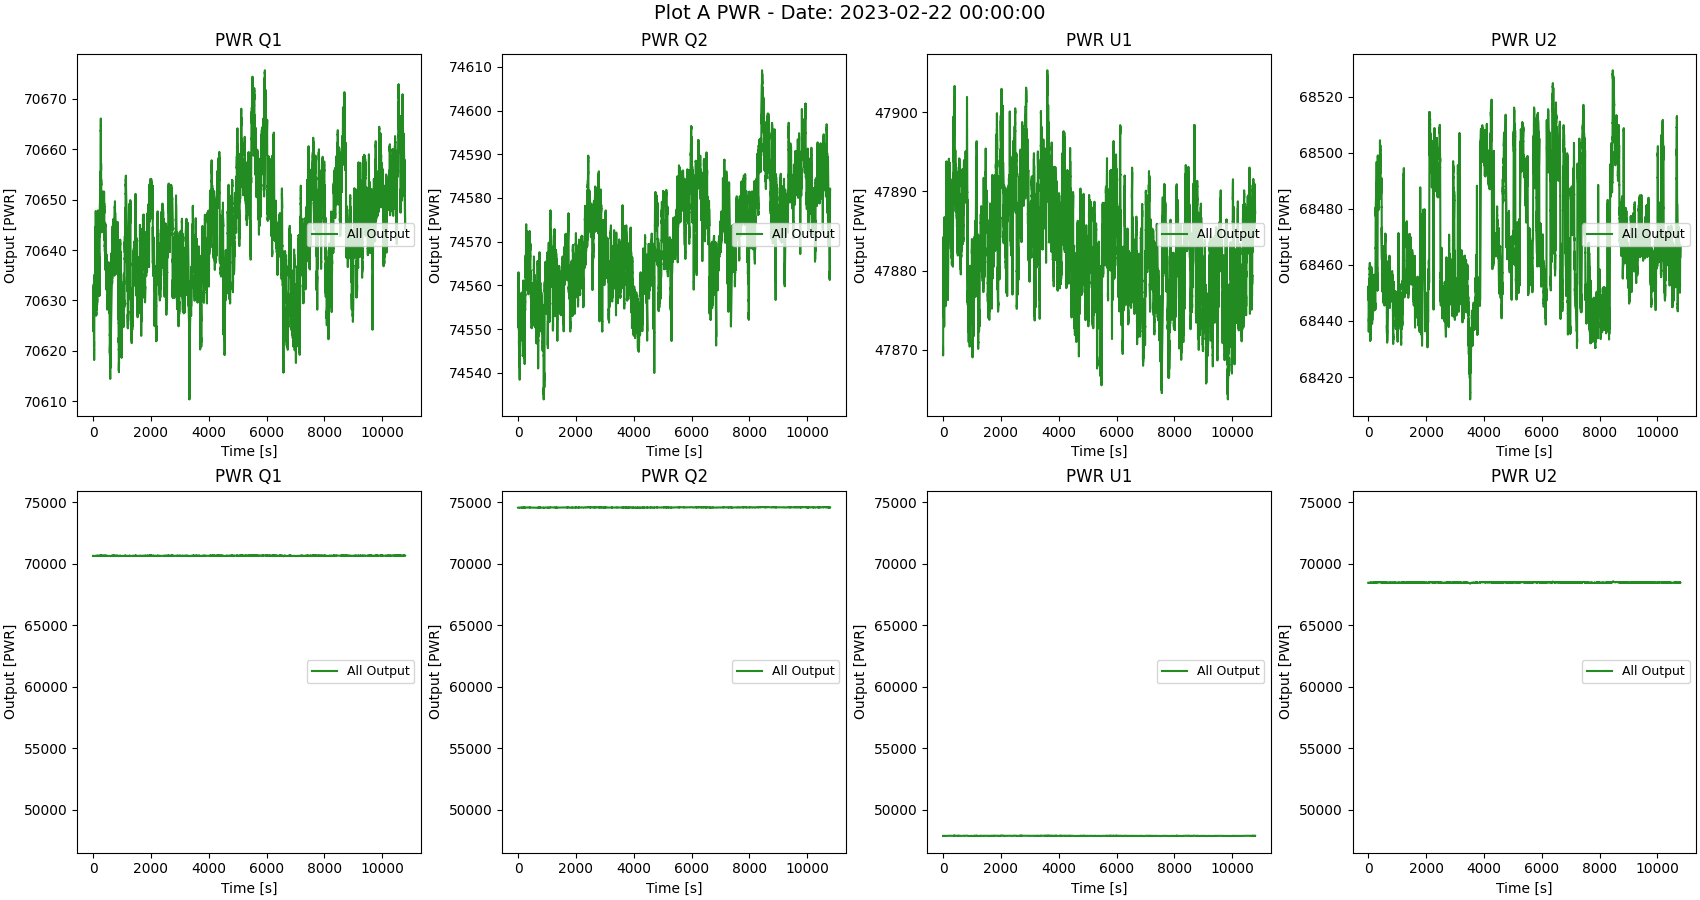 Plot A PWR - Date: 2023-02-22 00:00:00
PWR Q1
Output [PWR]
70670
70660
70650
70640
70630
70620
70610
0 2000 4000 6000 8000 10000
Time [s]
All Output
PWR Q2
Output [PWR]
74610
74600
74590
74580
74570
74560
74550
74540
0 2000 4000 6000 8000 10000
Time [s]
All Output
PWR U1
Output [PWR]
47900
47890
47880
47870
0 2000 4000 6000 8000 10000
Time [s]
All Output
PWR U2
Output [PWR]
68520
68500
68480
68460
68440
68420
0 2000 4000 6000 8000 10000
Time [s]
All Output
PWR Q1
Output [PWR]
75000
70000
65000
60000
55000
50000
0 2000 4000 6000 8000 10000
Time [s]
All Output
PWR Q2
Output [PWR]
75000
70000
65000
60000
55000
50000
0 2000 4000 6000 8000 10000
Time [s]
All Output
PWR U1
Output [PWR]
75000
70000
65000
60000
55000
50000
0 2000 4000 6000 8000 10000
Time [s]
All Output
PWR U2
Output [PWR]
75000
70000
65000
60000
55000
50000
0 2000 4000 6000 8000 10000
Time [s]
All Output